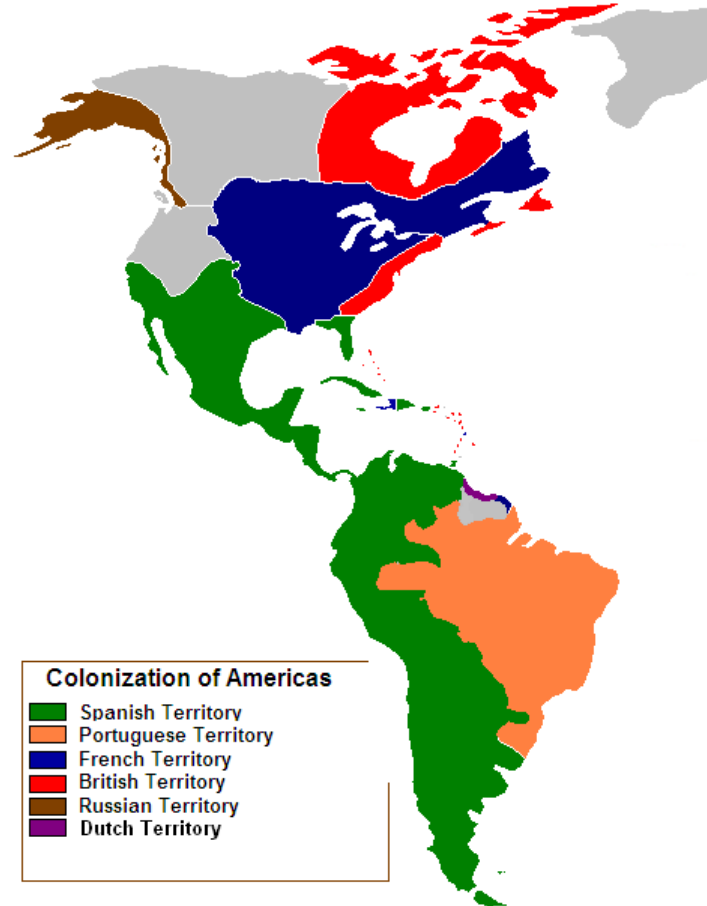 Colonization of Americas
Spanish Territory
Portuguese Territory
French Territory
British Territory
Russian Territory
Dutch Territory